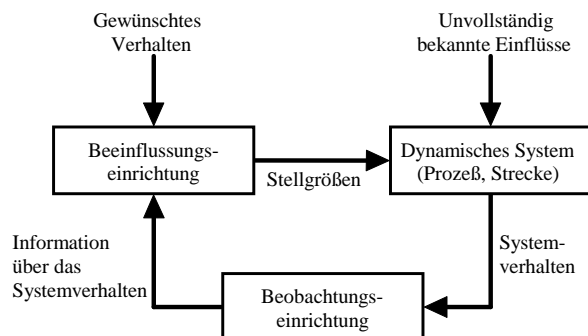 Gewünschtes
Verhalten
Unvollständig
bekannte Einflüsse
Beeinflussungs-
einrichtung
Stellgrößen
Dynamisches System
(Prozeß, Strecke)
Information
über das
Systemverhalten
System-
verhalten
Beobachtungs-
einrichtung